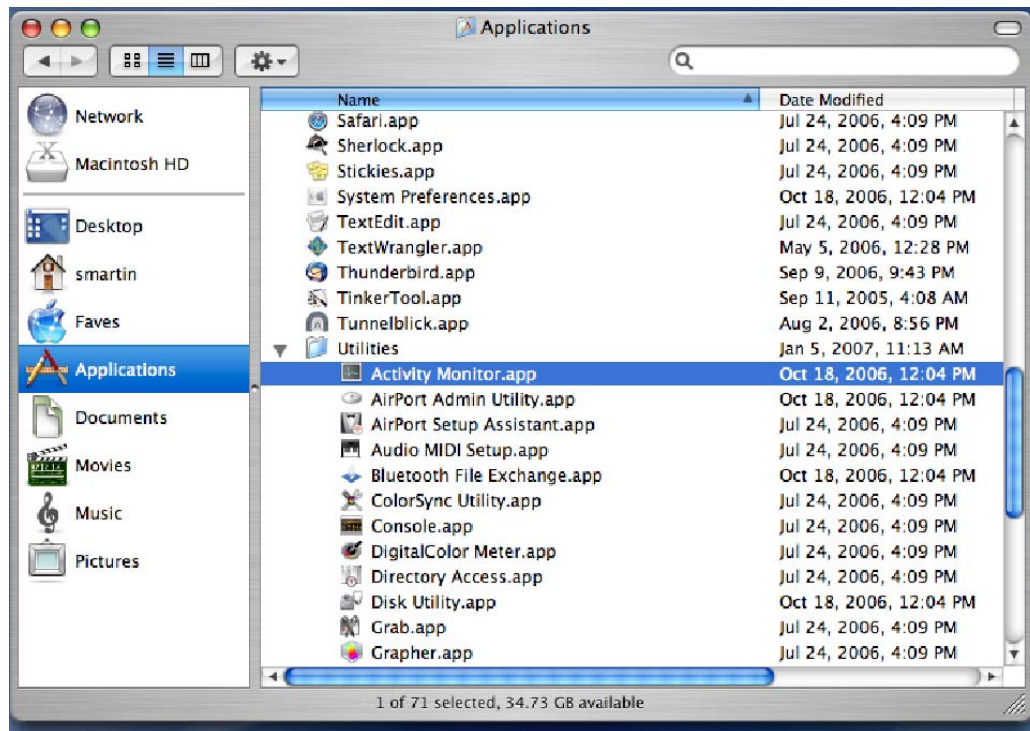 Applications
Name Date Modified
Network
Macintosh HD
Desktop
smartin
Faves
Applications
Documents
Movies
Music
Pictures
Safari.app Jul 24, 2006, 4:09 PM
Sherlock.app Jul 24, 2006, 4:09 PM
Stickies.app Jul 24, 2006, 4:09 PM
System Preferences.app Oct 18, 2006, 12:04 PM
TextEdit.app Jul 24, 2006, 4:09 PM
TextWrangler.app May 5, 2006, 12:28 PM
Thunderbird.app Sep 9, 2006, 9:43 PM
TinkerTool.app Sep 11, 2005, 4:08 AM
Tunnelblick.app Aug 2, 2006, 8:56 PM
Utilities Jan 5, 2007, 11:13 AM
Activity Monitor.app Oct 18, 2006, 12:04 PM
AirPort Admin Utility.app Oct 18, 2006, 12:04 PM
AirPort Setup Assistant.app Jul 24, 2006, 4:09 PM
Audio MIDI Setup.app Jul 24, 2006, 4:09 PM
Bluetooth File Exchange.app Oct 18, 2006, 12:04 PM
ColorSync Utility.app Jul 24, 2006, 4:09 PM
Console.app Jul 24, 2006, 4:09 PM
DigitalColor Meter.app Jul 24, 2006, 4:09 PM
Directory Access.app Jul 24, 2006, 4:09 PM
Disk Utility.app Oct 18, 2006, 12:04 PM
Grab.app Jul 24, 2006, 4:09 PM
Grapher.app Jul 24, 2006, 4:09 PM
1 of 71 selected, 34.73 GB available